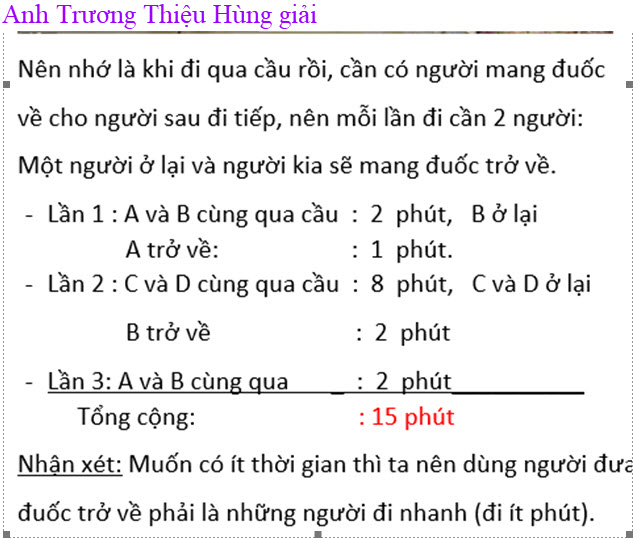 Anh Trương Thiệu Hùng giải
Nên nhớ là khi đi qua cầu rồi, cần có người mang đuốc
về cho người sau đi tiếp, nên mỗi lần đi cần 2 người:
Một người ở lại và người kia sẽ mang đuốc trở về.
- Lần 1 : A và B cùng qua cầu : 2 phút, B ở lại
A trở về: : 1 phút.
- Lần 2 : C và D cùng qua cầu : 8 phút, C và D ở lại
B trở về : 2 phút
- Lần 3: A và B cùng qua _ : 2 phút
Tổng cộng: : 15 phút
Nhận xét: Muốn có ít thời gian thì ta nên dùng người đưa
đuốc trở về phải là những người đi nhanh (đi ít phút).